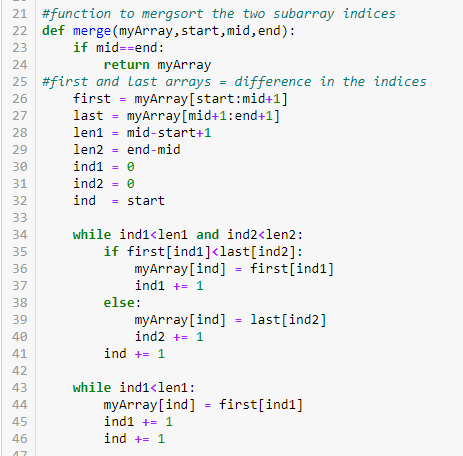 21 #function to mergsort the two subarray indices
22 def merge(myArray,start,mid,end):
23     if mid==end:
24         return myArray
25 #first and last arrays = difference in the indices
26     first = myArray[start:mid+1]
27     last = myArray[mid+1:end+1]
28     len1 = mid-start+1
29     len2 = end-mid
30     ind1 = 0
31     ind2 = 0
32     ind  = start
33
34     while ind1<len1 and ind2<len2:
35         if first[ind1]<last[ind2]:
36             myArray[ind] = first[ind1]
37             ind1 += 1
38         else:
39             myArray[ind] = last[ind2]
40             ind2 += 1
41         ind += 1
42
43     while ind1<len1:
44         myArray[ind] = first[ind1]
45         ind1 += 1
46         ind += 1